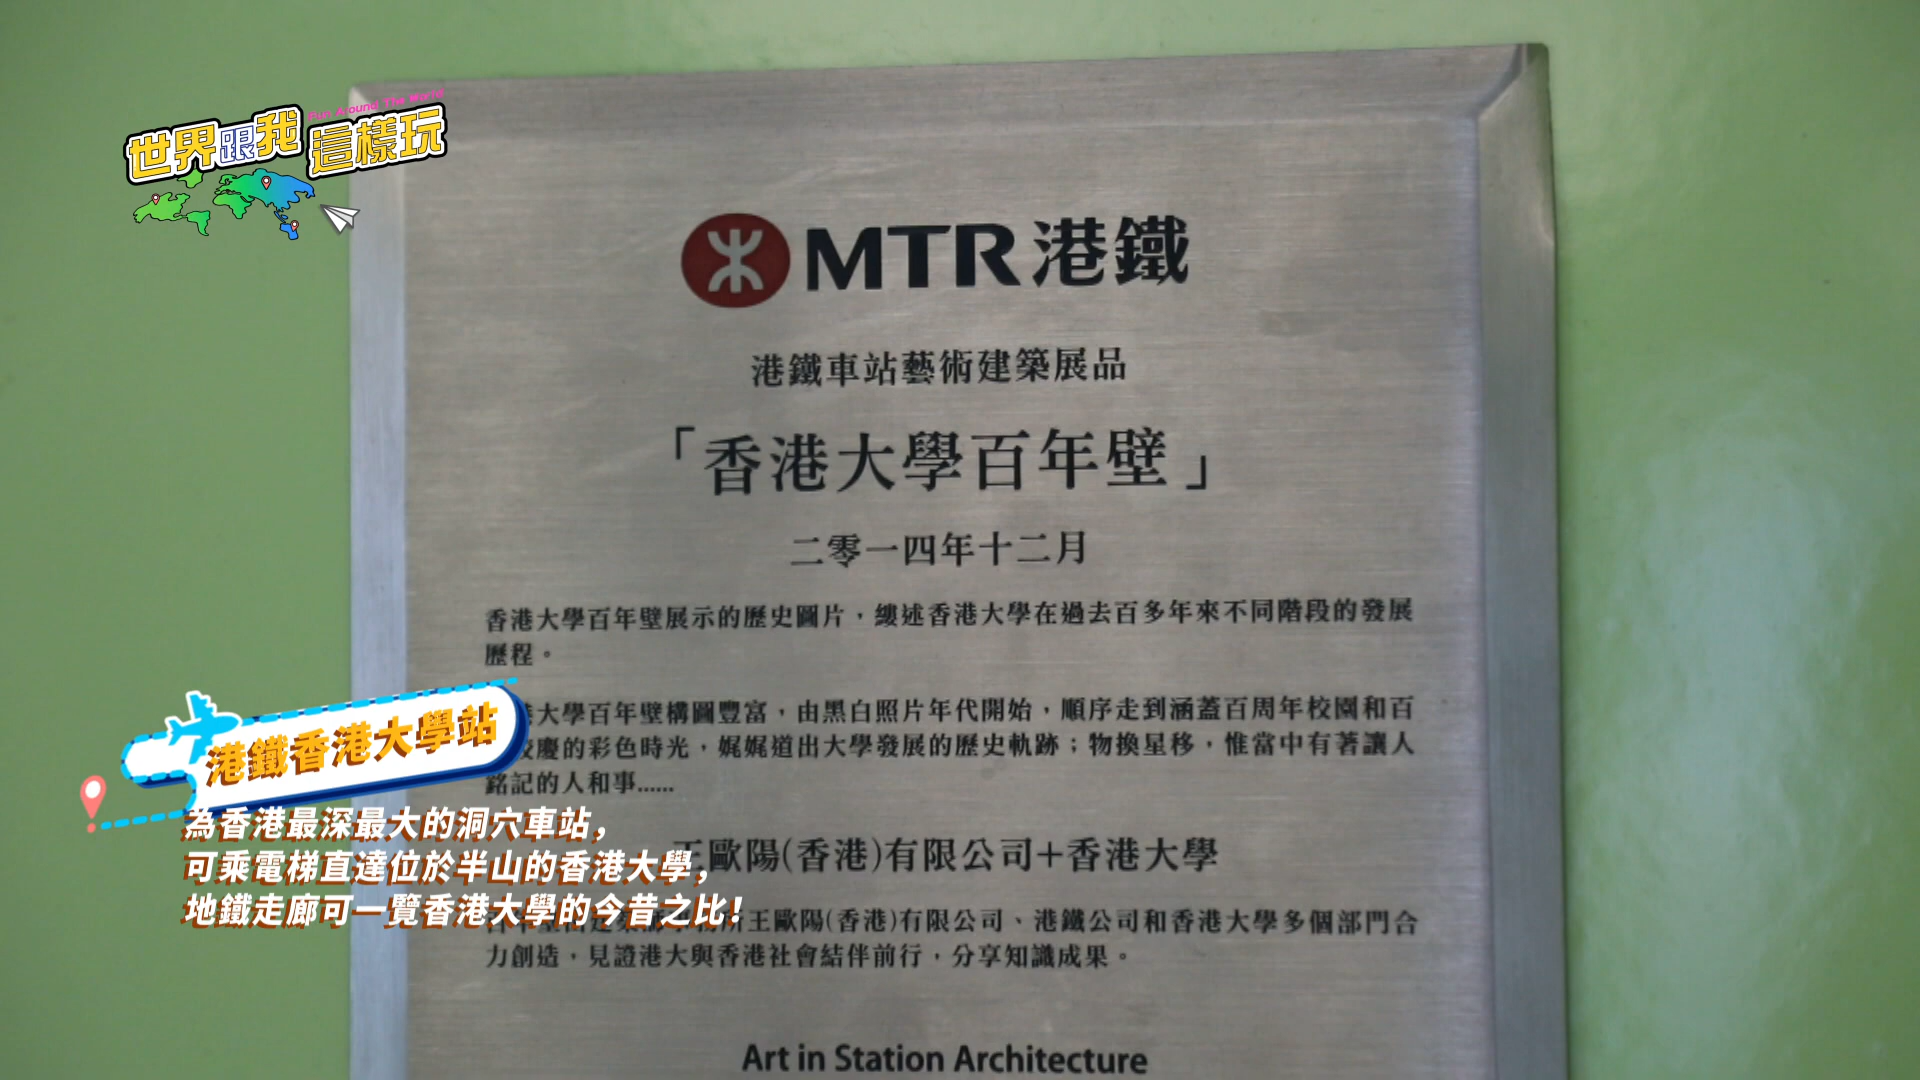 Fun Around The World
世界跟我這樣玩
MTR 港鐵
港鐵車站藝術建築展品
「香港大學百年壁」
二零一四年十二月
香港大學百年壁展示的歷史圖片，縷述香港大學在過去百多年來不同階段的發展
歷程。
大學百年壁構圖豐富，由黑白照片年代開始，順序走到涵蓋百周年校園和百
慶的彩色時光，娓娓道出大學發展的歷史軌跡；物換星移，惟當中有著讓人
銘記的人和事......
王歐陽(香港)有限公司+香港大學
所王歐陽(香港)有限公司、港鐵公司和香港大學多個部門合
力創造，見證港大與香港社會結伴前行，分享知識成果。
Art in Station Architecture
港鐵香港大學站
為香港最深最大的洞穴車站，
可乘電梯直達位於半山的香港大學，
地鐵走廊可一覽香港大學的今昔之比！